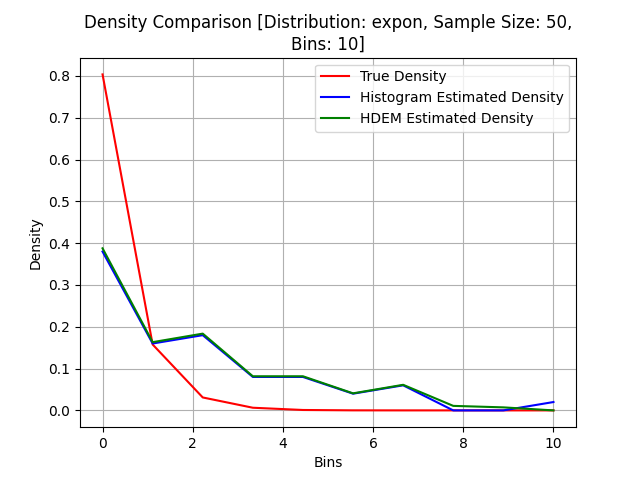 Density Comparison [Distribution: expon, Sample Size: 50,
Bins: 10]
True Density
Histogram Estimated Density
HDEM Estimated Density
Density
0.8
0.7
0.6
0.5
0.4
0.3
0.2
0.1
0.0
0 2 4 6 8 10
Bins